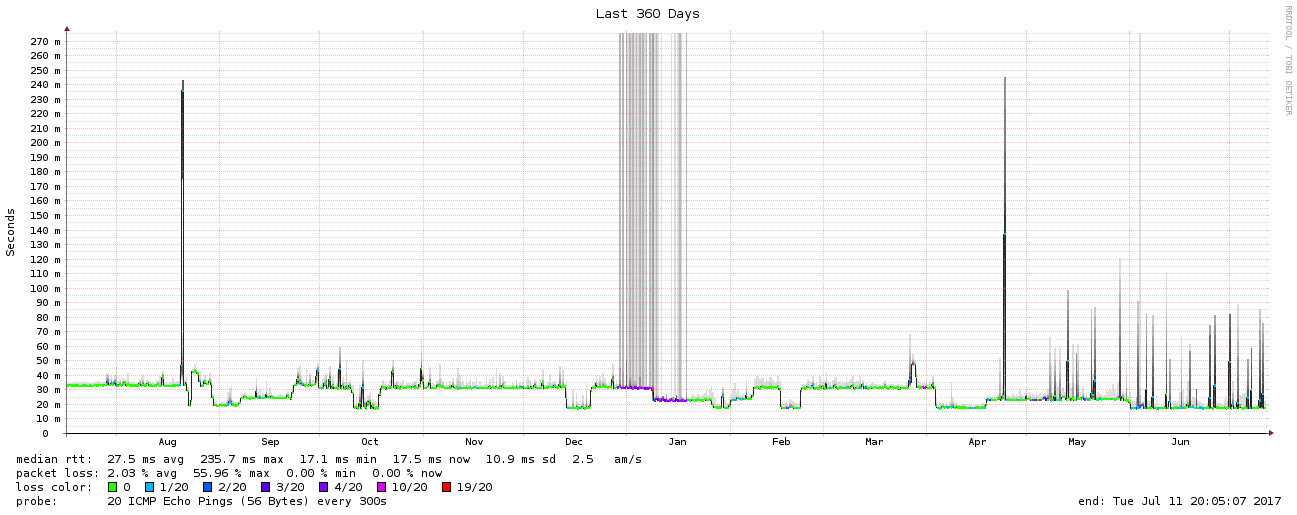 Last 360 Days
RRDTOOL / TOBI OETIKER
Seconds
270 m
260 m
250 m
240 m
230 m
220 m
210 m
200 m
190 m
180 m
170 m
160 m
150 m
140 m
130 m
120 m
110 m
100 m
90 m
80 m
70 m
60 m
50 m
40 m
30 m
20 m
10 m
0
Aug Sep Oct Nov Dec Jan Feb Mar Apr May Jun
median rtt: 27.5 ms avg 235.7 ms max 17.1 ms min 17.5 ms now 10.9 ms sd 2.5 am/s
packet loss: 2.03 % avg 55.96 % max 0.00 % min 0.00 % now
loss color: 0 1/20 2/20 3/20 4/20 10/20 19/20
probe: 20 ICMP Echo Pings (56 Bytes) every 300s
end: Tue Jul 11 20:05:07 2017